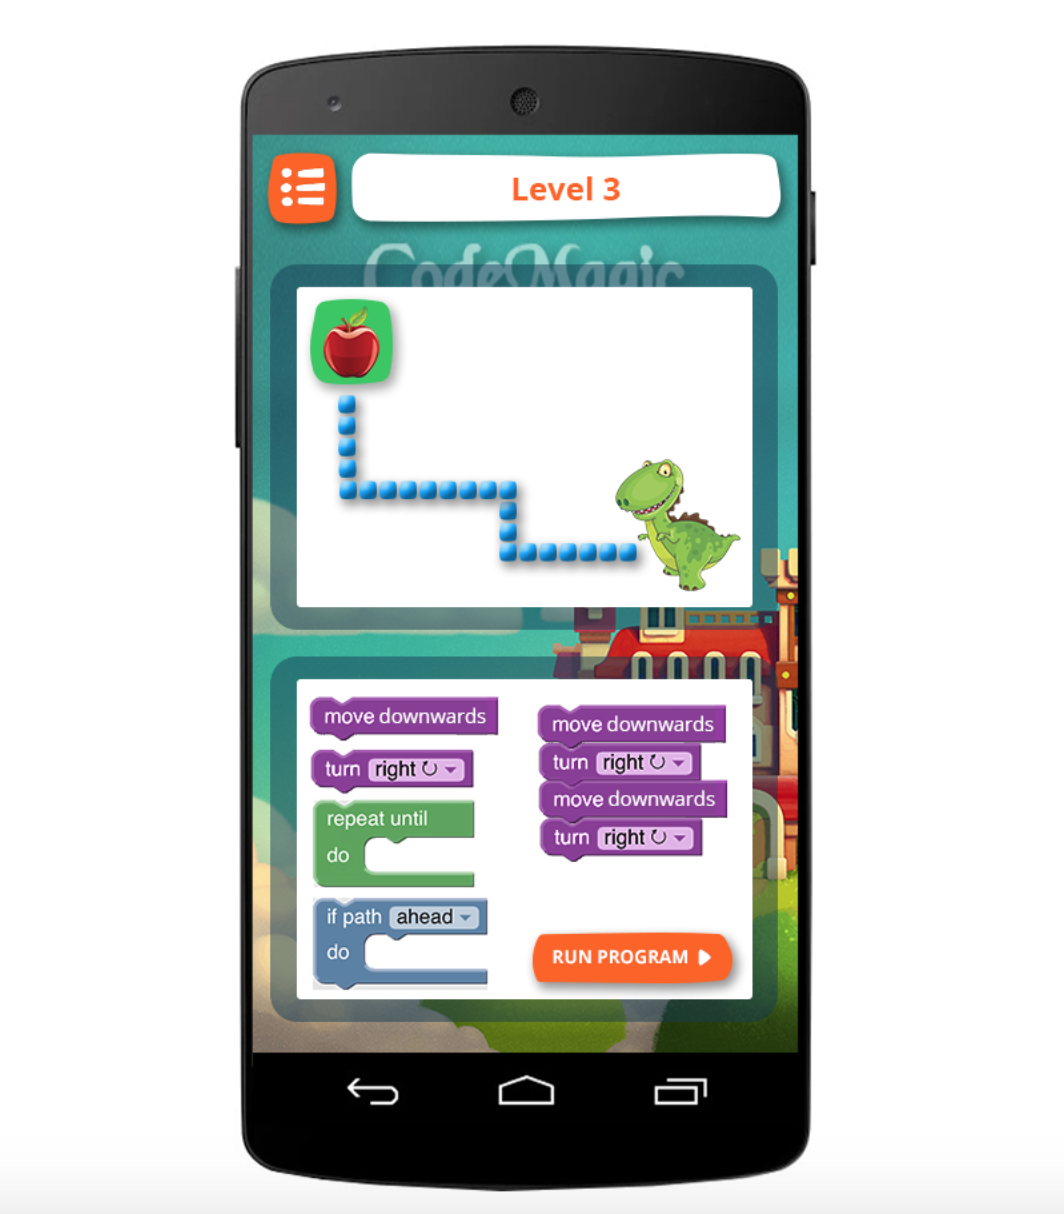 Level 3
CodeMagic
move downwards
turn right
repeat until
do
if path ahead
do
move downwards
turn right
move downwards
turn right
RUN PROGRAM